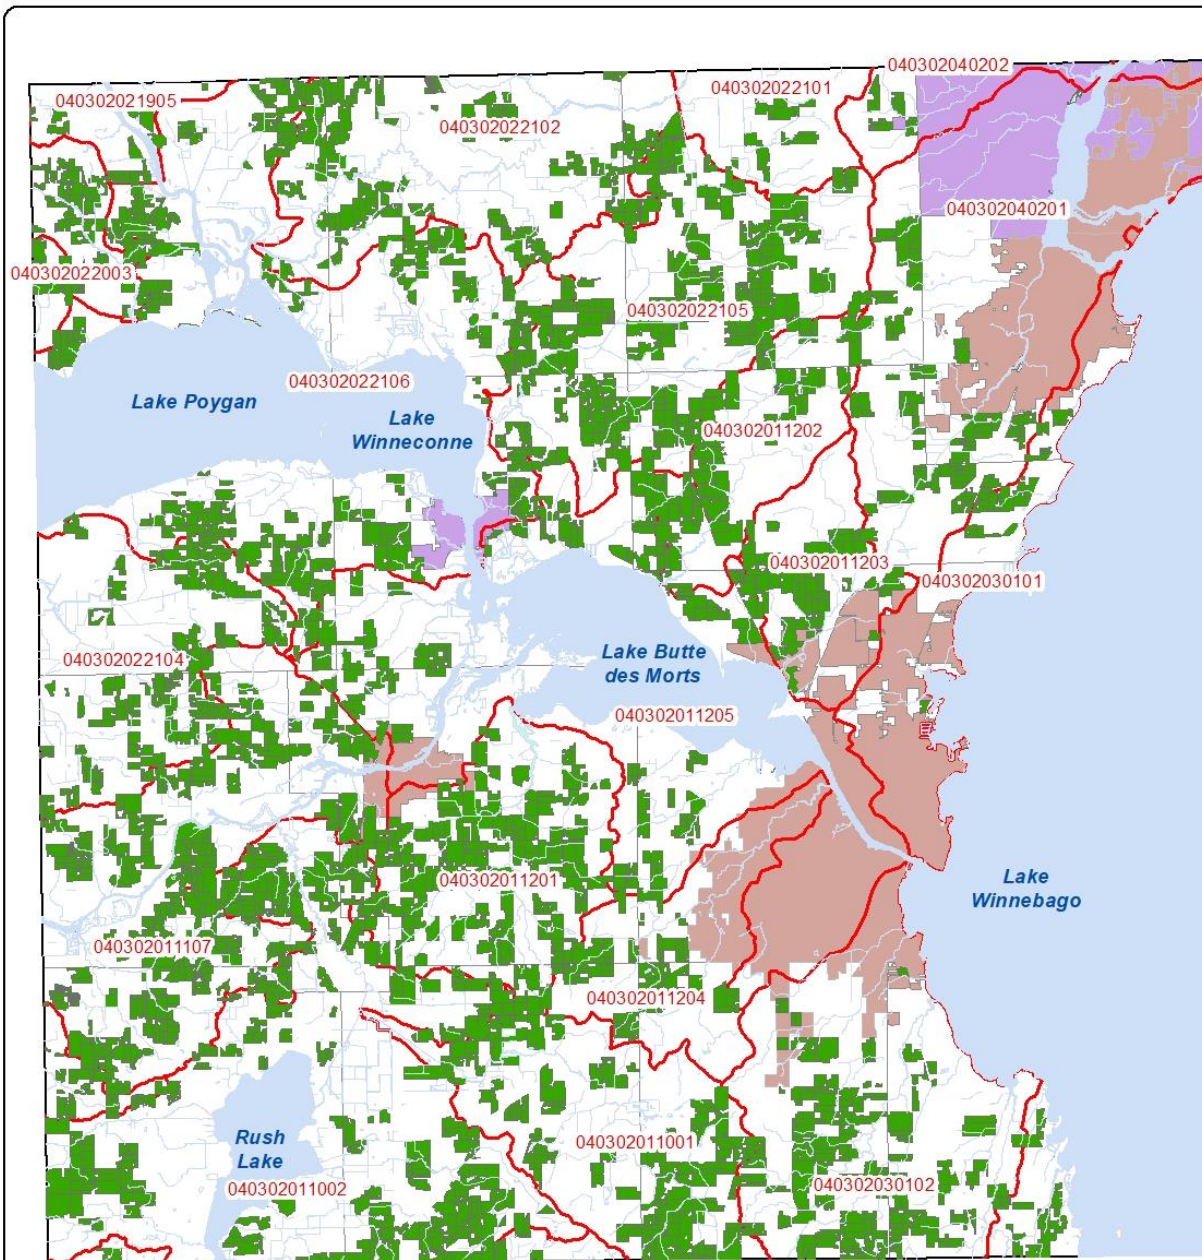 040302040202
040302022101
040302021905
040302022102
040302040201
040302022003
040302022105
040302022106
Lake Poygan
Lake
Winneconne
040302011202
040302011203
040302030101
Lake Butte
des Morts
040302022104
040302011205
040302011201
Lake
Winnebago
040302011107
040302011204
Rush
Lake
040302011001
040302011002
040302030102